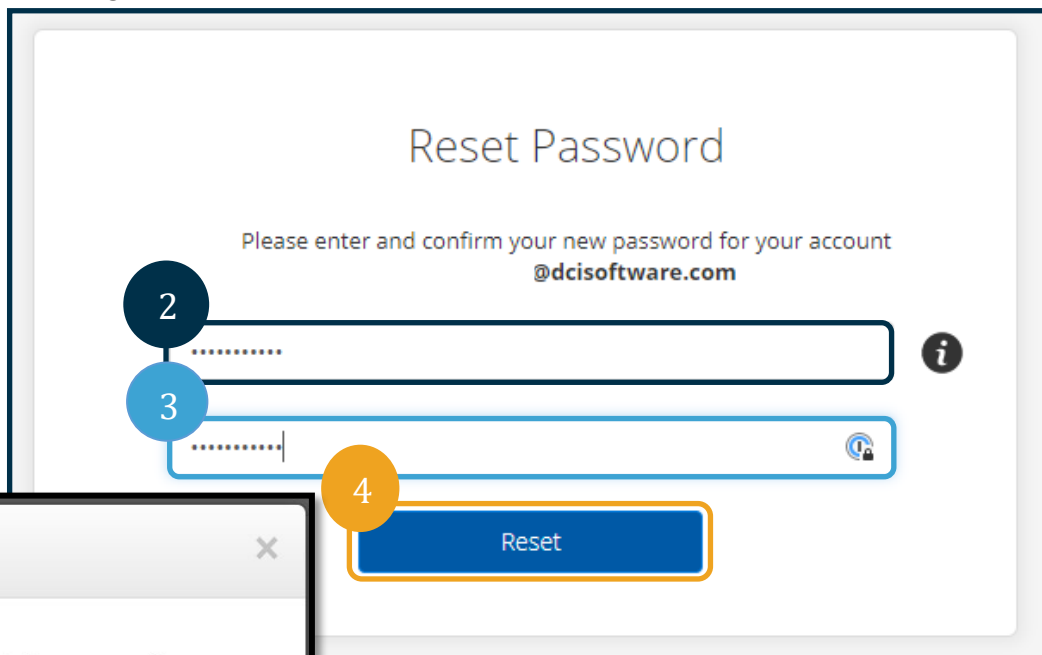 Reset Password
Please enter and confirm your new password for your account
@dcisoftware.com
2
•••••••••••
i
3
•••••••••••
4
×
Reset